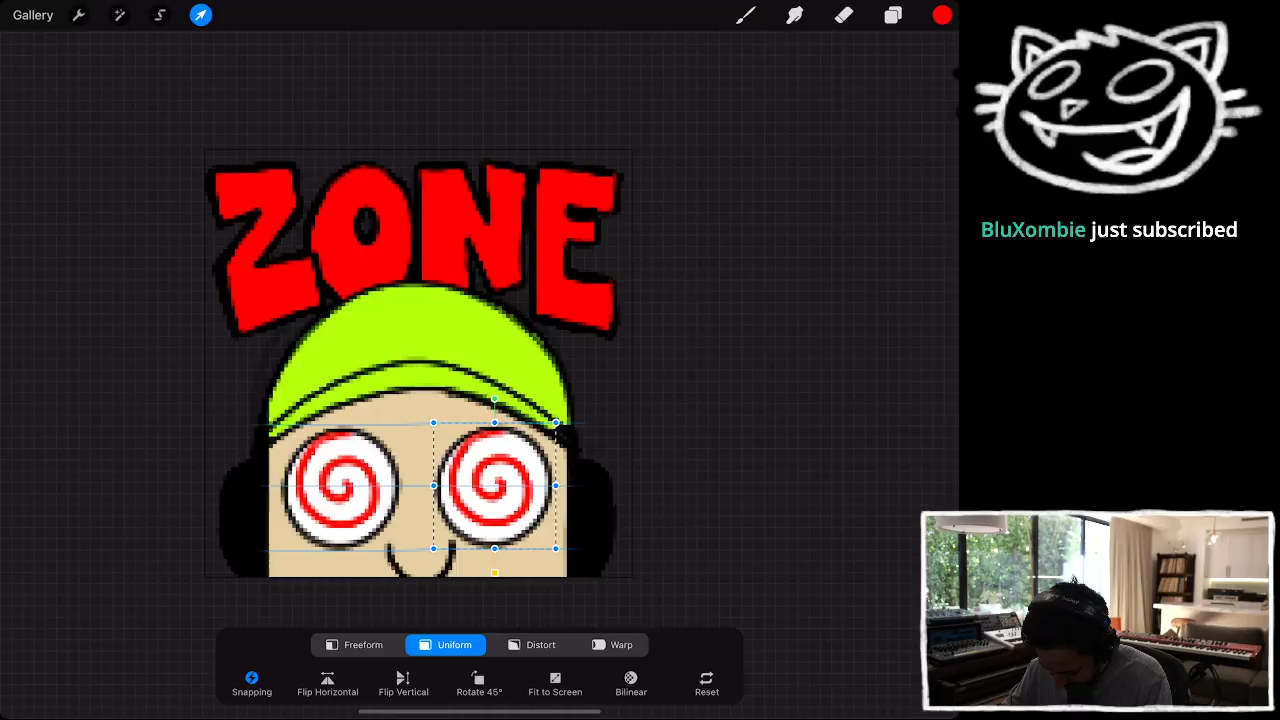 Gallery
ZONE
BluXombie just subscribed
Freeform
Uniform
Distort
Warp
Snapping
Flip Horizontal
Flip Vertical
Rotate 45°
Fit to Screen
Bilinear
Reset